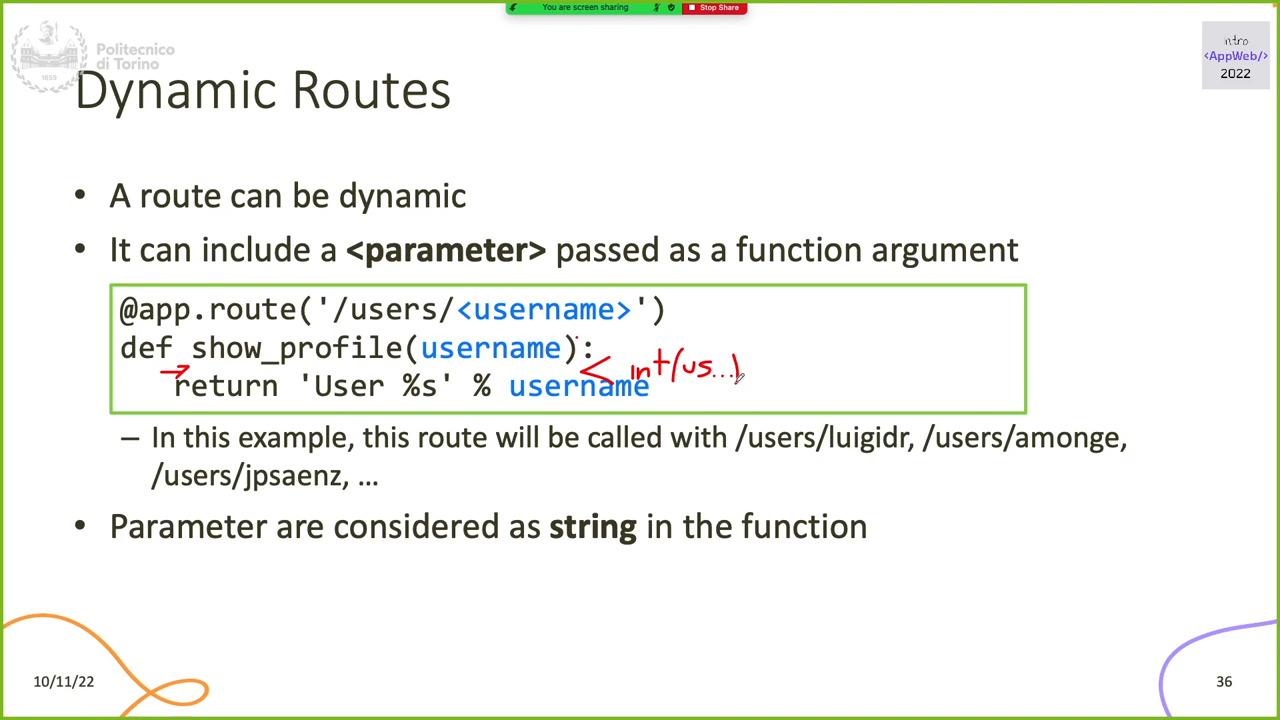 You are screen sharing
Stop Share
Politecnico
di Torino
1859
intro
<AppWeb/>
2022
Dynamic Routes
• A route can be dynamic
• It can include a <parameter> passed as a function argument
@app.route('/users/<username>')
def show_profile(username):
int(us...)
return 'User %s' % username
– In this example, this route will be called with /users/luigidr, /users/amonge,
/users/jpsaenz, …
• Parameter are considered as string in the function
10/11/22
36